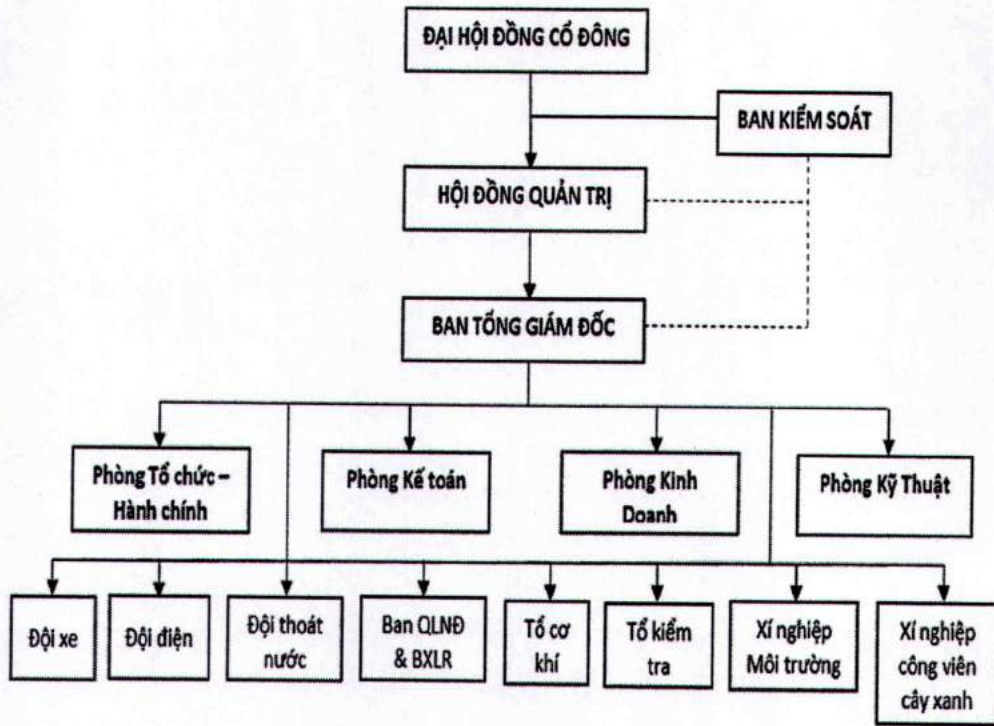 ĐẠI HỘI ĐỒNG CỔ ĐÔNG
BAN KIỂM SOÁT
HỘI ĐỒNG QUẢN TRỊ
BAN TỔNG GIÁM ĐỐC
Phòng Tổ chức –
Hành chính
Phòng Kế toán
Phòng Kinh
Doanh
Phòng Kỹ Thuật
Đội xe
Đội điện
Đội thoát
nước
Ban QLNĐ
& BXLR
Tổ cơ
khí
Tổ kiểm
tra
Xí nghiệp
Môi trường
Xí nghiệp
công viên
cây xanh